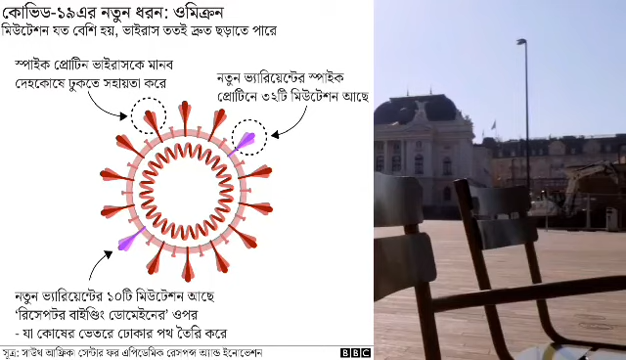 কোভিড-১৯এর নতুন ধরন: ওমিক্রন
মিউটেশন যত বেশি হয়, ভাইরাস ততই দ্রুত ছড়াতে পারে
স্পাইক প্রোটিন ভাইরাসকে মানব
দেহকোষে ঢুকতে সহায়তা করে
নতুন ভ্যারিয়েন্টের স্পাইক
প্রোটিনে ৩২টি মিউটেশন আছে
নতুন ভ্যারিয়েন্টের ১০টি মিউটেশন আছে
'রিসেপটর বাইন্ডিং ডোমেইনের' ওপর
- যা কোষের ভেতরে ঢোকার পথ তৈরি করে
সূত্র: সাউথ আফ্রিকা সেন্টার ফর এপিডেমিক রেসপন্স অ্যান্ড ইনোভেশন
BBC